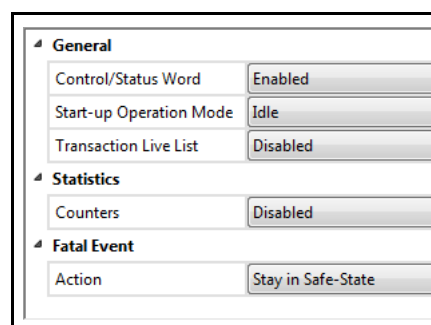 General
Control/Status Word Enabled
Start-up Operation Mode Idle
Transaction Live List Disabled
Statistics
Counters Disabled
Fatal Event
Action Stay in Safe-State